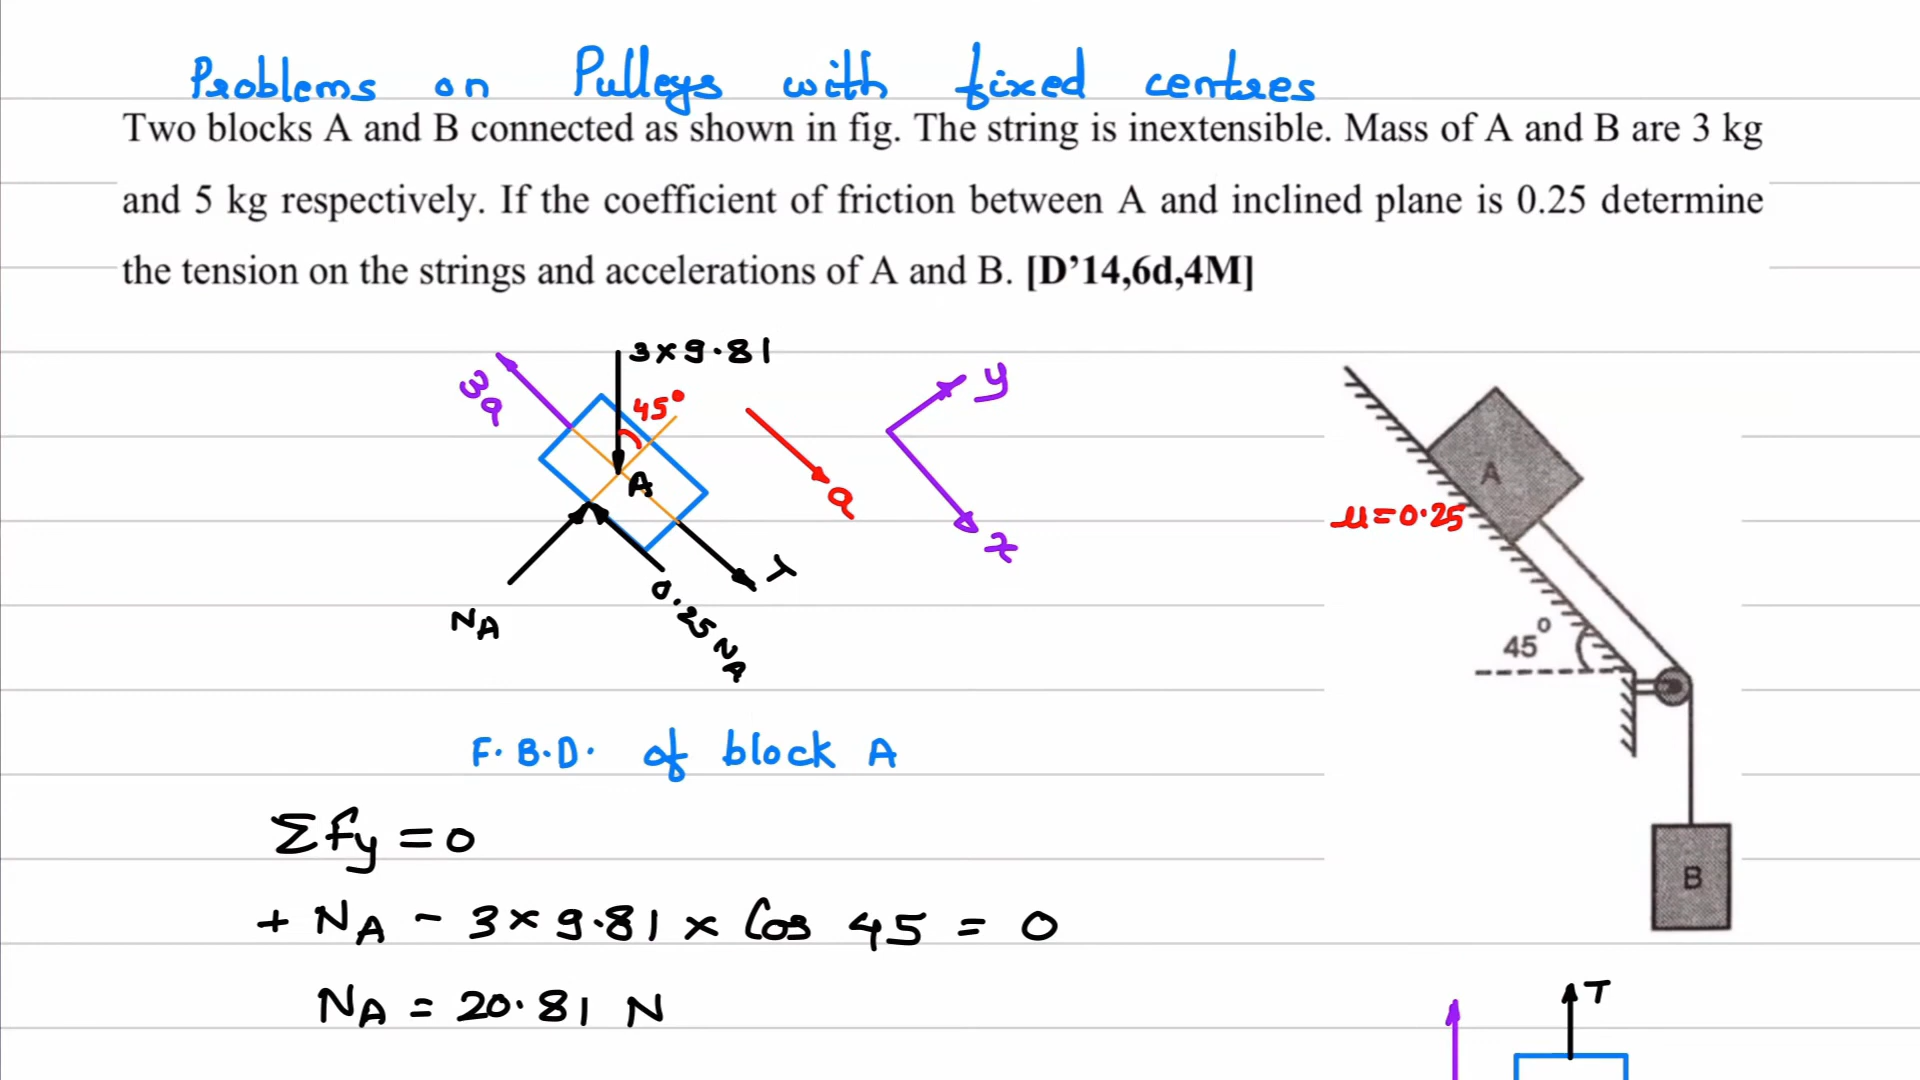 Problems on Pulleys with fixed centres
Two blocks A and B connected as shown in fig. The string is inextensible. Mass of A and B are 3 kg
and 5 kg respectively. If the coefficient of friction between A and inclined plane is 0.25 determine
the tension on the strings and accelerations of A and B. [D’14,6d,4M]
3×9.81
3a
45°
y
A
a
A
x
μ=0.25
T
NA
0.25NA
45°
F.B.D. of block A
ΣFy = 0
B
+ NA - 3×9.81× Cos 45 = 0
NA = 20.81 N
T